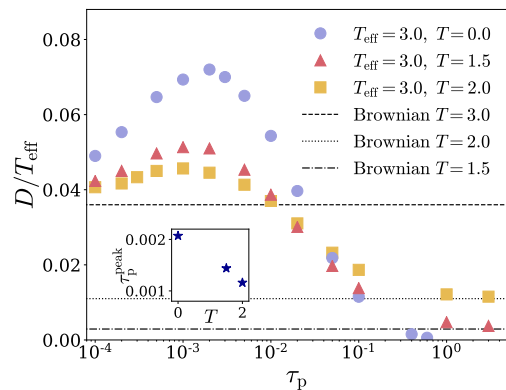 0.08
0.06
0.04
0.02
0.00
D/T_eff
T_eff = 3.0, T = 0.0
T_eff = 3.0, T = 1.5
T_eff = 3.0, T = 2.0
Brownian T = 3.0
Brownian T = 2.0
Brownian T = 1.5
0.002
0.001
τ_p^peak
0 T 2
10^-4 10^-3 10^-2 10^-1 10^0
τ_p